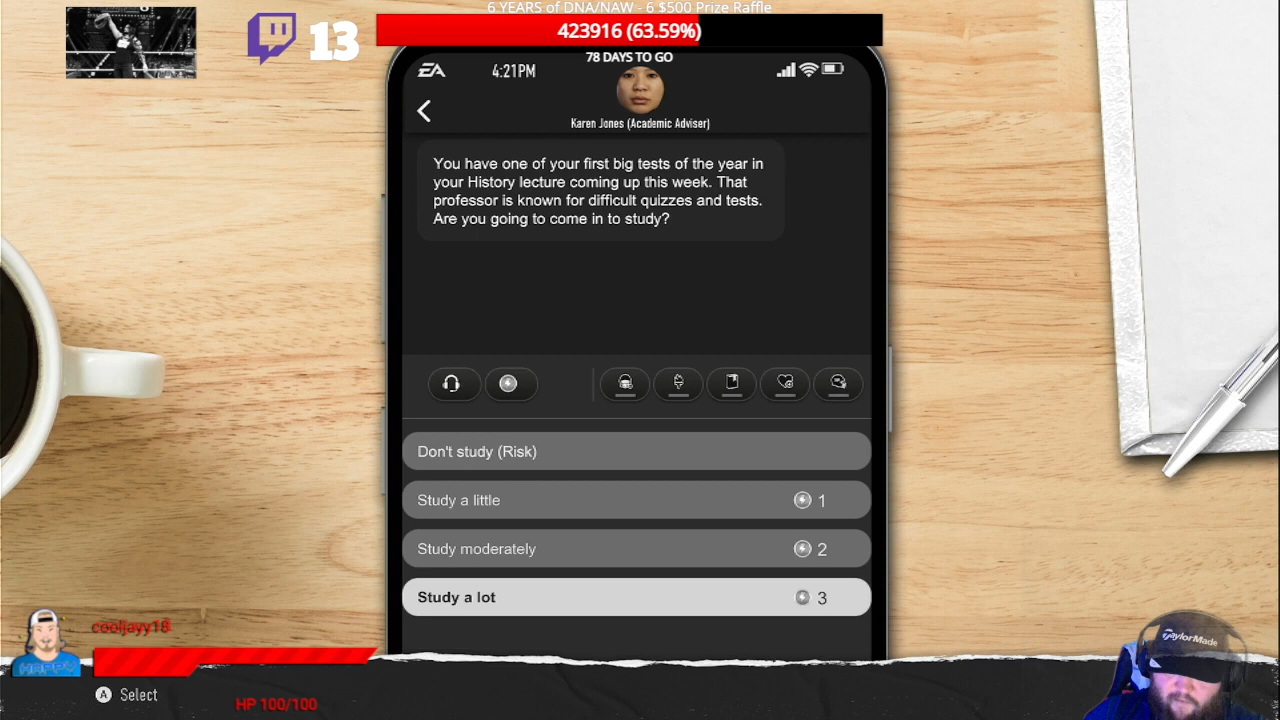 6 YEARS of DNA/NAW - 6 $500 Prize Raffle
13
423916 (63.59%)
78 DAYS TO GO
EA
4:21PM
Karen Jones (Academic Adviser)
You have one of your first big tests of the year in
your History lecture coming up this week. That
professor is known for difficult quizzes and tests.
Are you going to come in to study?
Don't study (Risk)
Study a little 1
Study moderately 2
Study a lot 3
cooljayy18
HAPPY
A Select
HP 100/100
TaylorMade